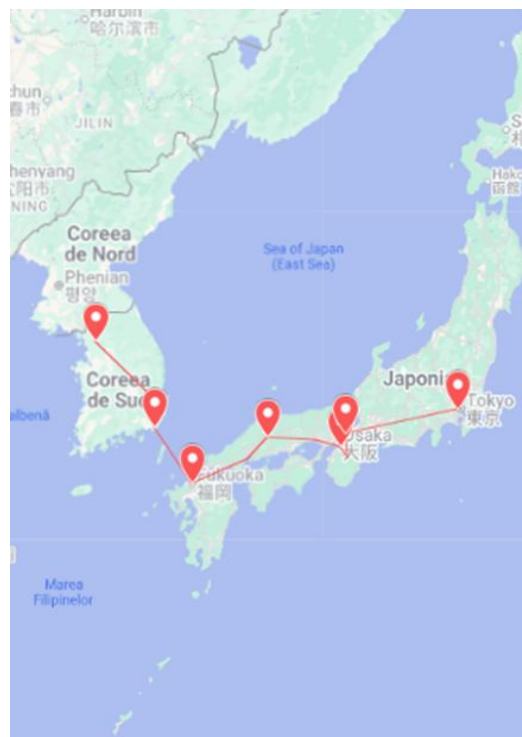 Harbin
哈尔滨市
chun
春市
JILIN
henyang
阳市
NING
Coreea
de Nord
Phenian
평양
Sea of Japan
(East Sea)
Hako
函館
Coreea
de Sud
albenă
Japoni
Tokyo
東京
Osaka
大阪
Fukuoka
福岡
Marea
Filipinelor